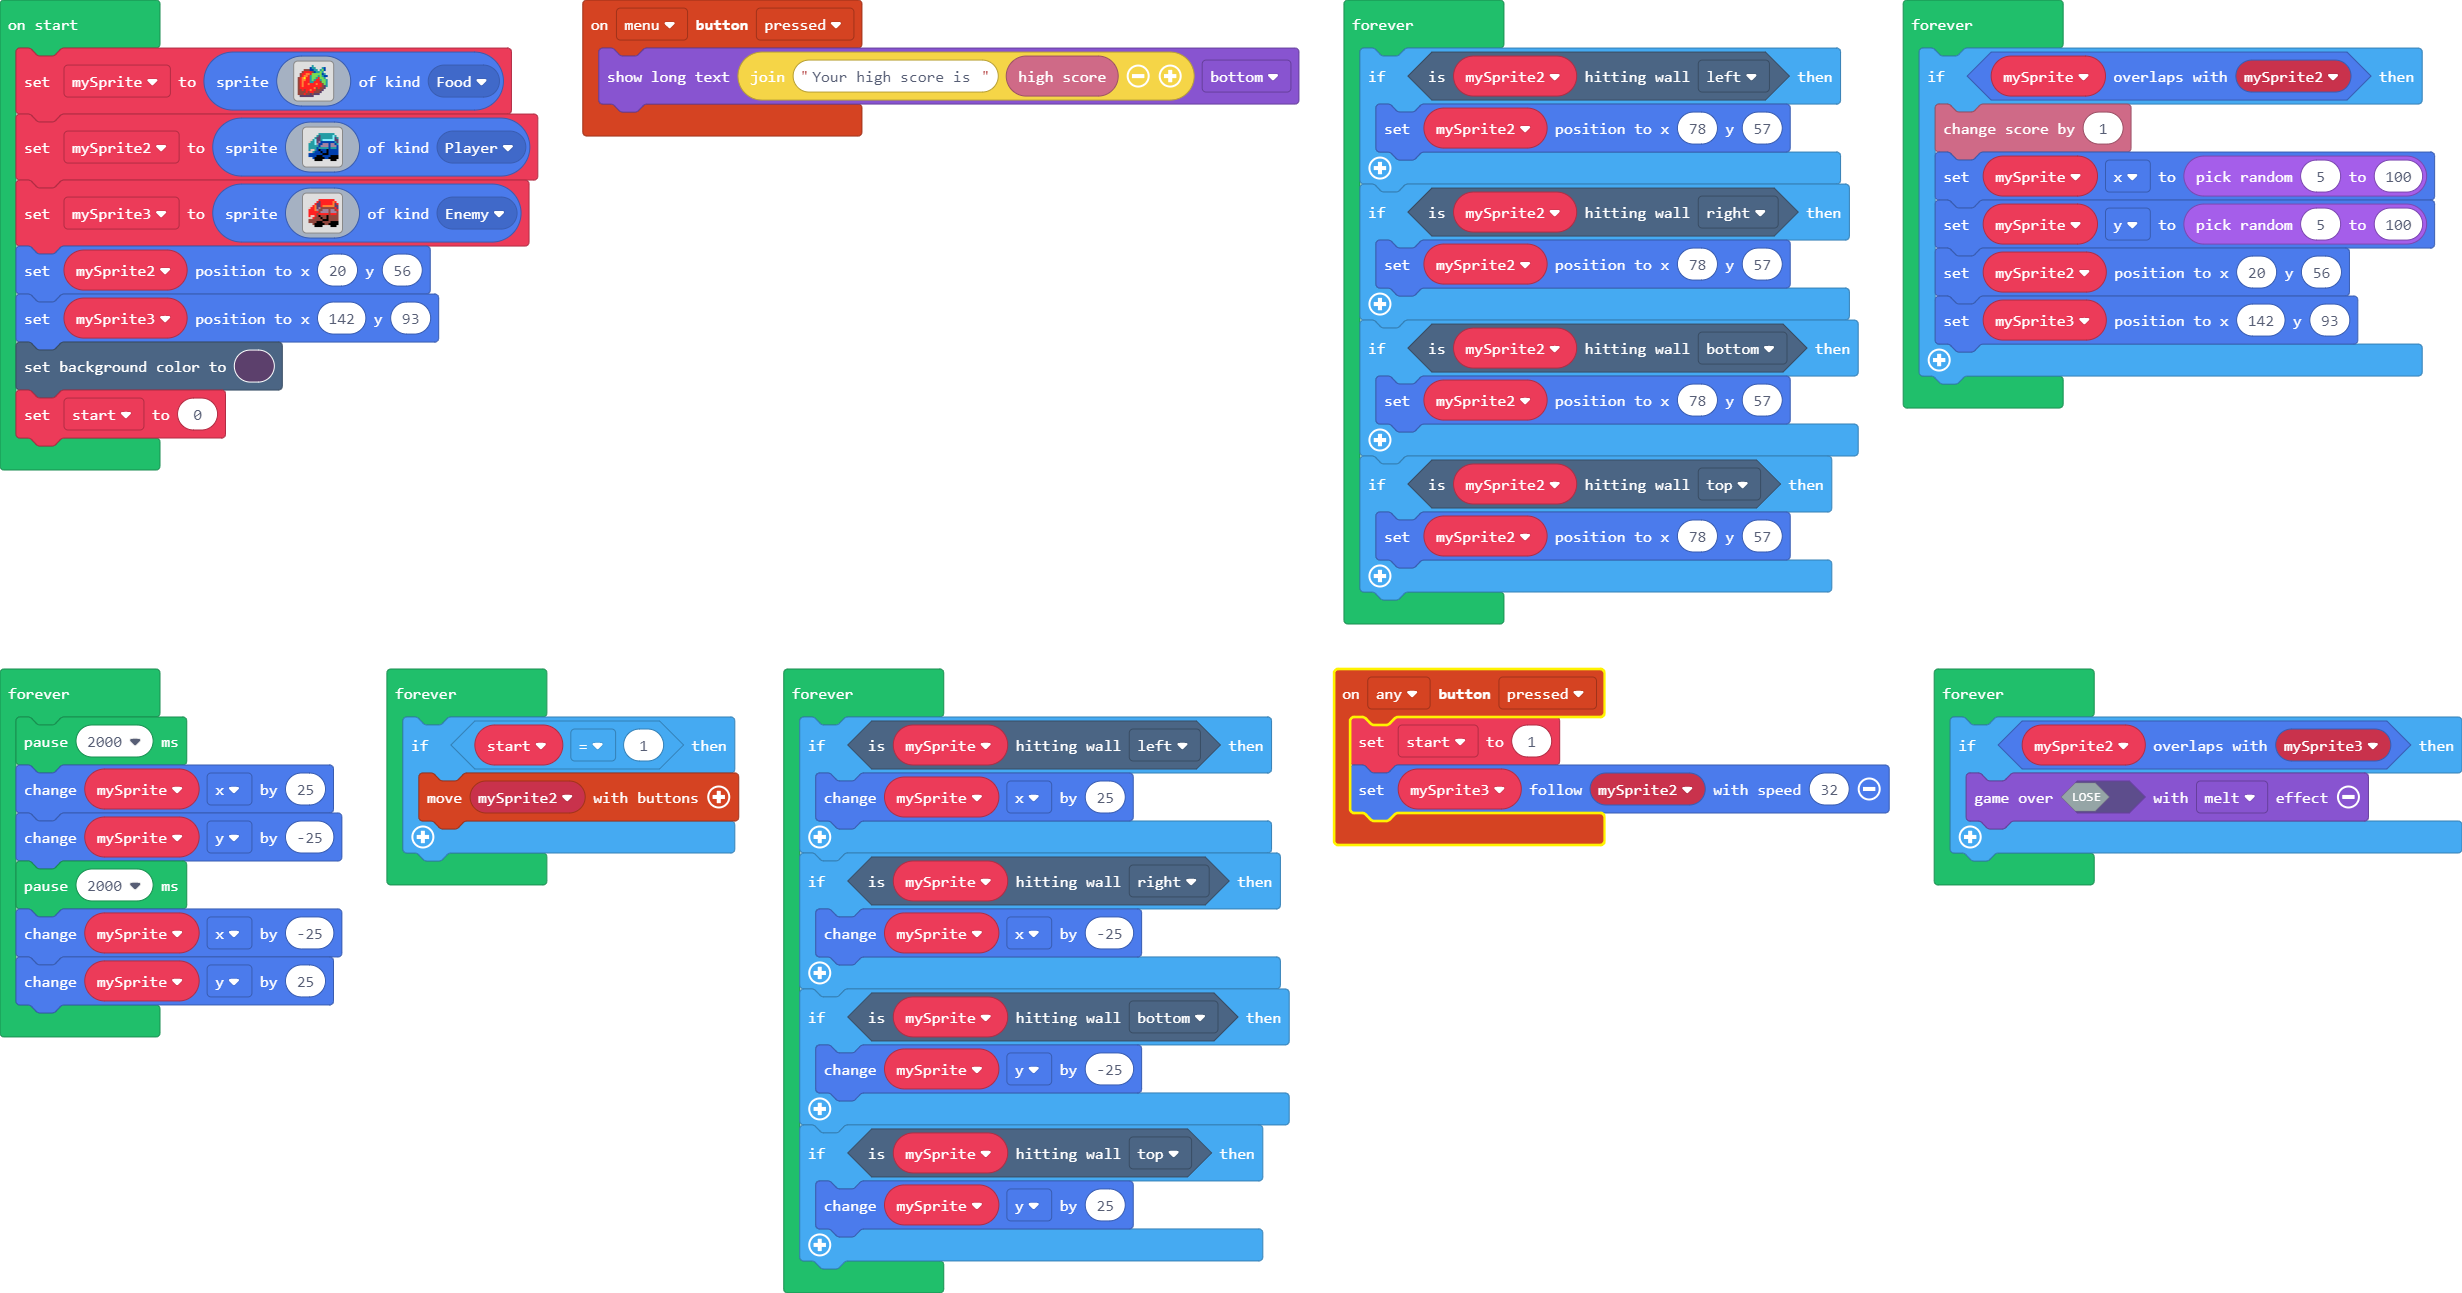 on start
set mySprite to sprite of kind Food
set mySprite2 to sprite of kind Player
set mySprite3 to sprite of kind Enemy
set mySprite2 position to x 20 y 56
set mySprite3 position to x 142 y 93
set background color to
set start to 0
on menu button pressed
show long text join "Your high score is " high score bottom
forever
if is mySprite2 hitting wall left then
set mySprite2 position to x 78 y 57
if is mySprite2 hitting wall right then
set mySprite2 position to x 78 y 57
if is mySprite2 hitting wall bottom then
set mySprite2 position to x 78 y 57
if is mySprite2 hitting wall top then
set mySprite2 position to x 78 y 57
forever
if mySprite overlaps with mySprite2 then
change score by 1
set mySprite x to pick random 5 to 100
set mySprite y to pick random 5 to 100
set mySprite2 position to x 20 y 56
set mySprite3 position to x 142 y 93
forever
pause 2000 ms
change mySprite x by 25
change mySprite y by -25
pause 2000 ms
change mySprite x by -25
change mySprite y by 25
forever
if start = 1 then
move mySprite2 with buttons
forever
if is mySprite hitting wall left then
change mySprite x by 25
if is mySprite hitting wall right then
change mySprite x by -25
if is mySprite hitting wall bottom then
change mySprite y by -25
if is mySprite hitting wall top then
change mySprite y by 25
on any button pressed
set start to 1
set mySprite3 follow mySprite2 with speed 32
forever
if mySprite2 overlaps with mySprite3 then
game over LOSE with melt effect